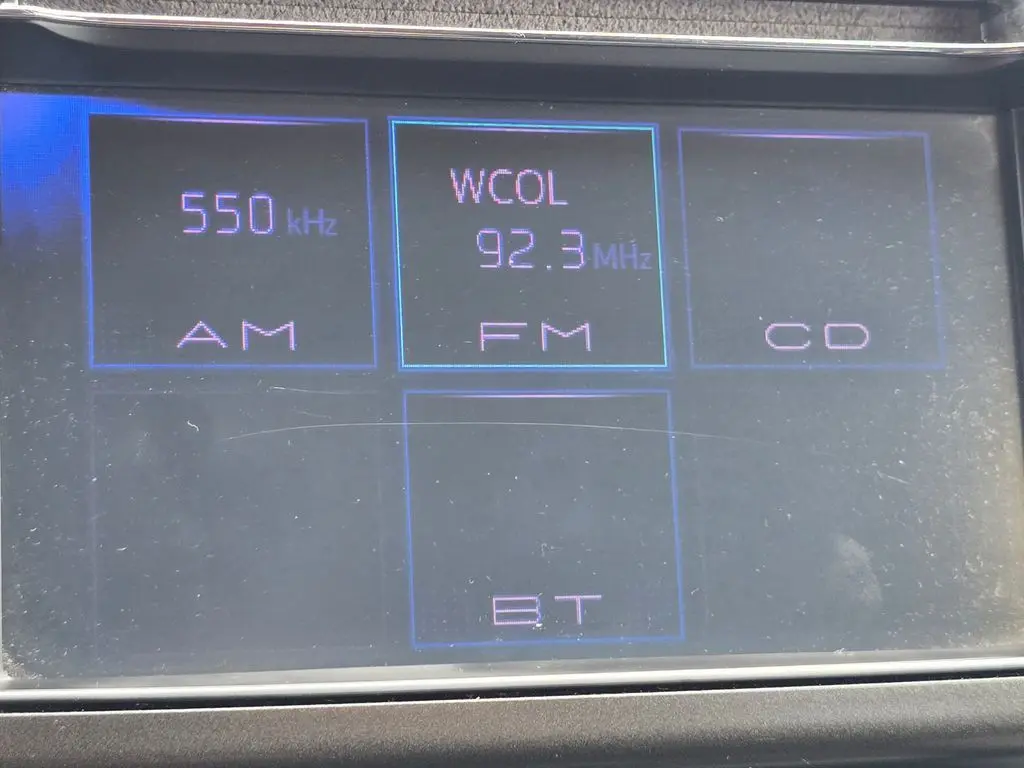 550 kHz
AM
WCOL
92.3 MHz
FM
CD
BT